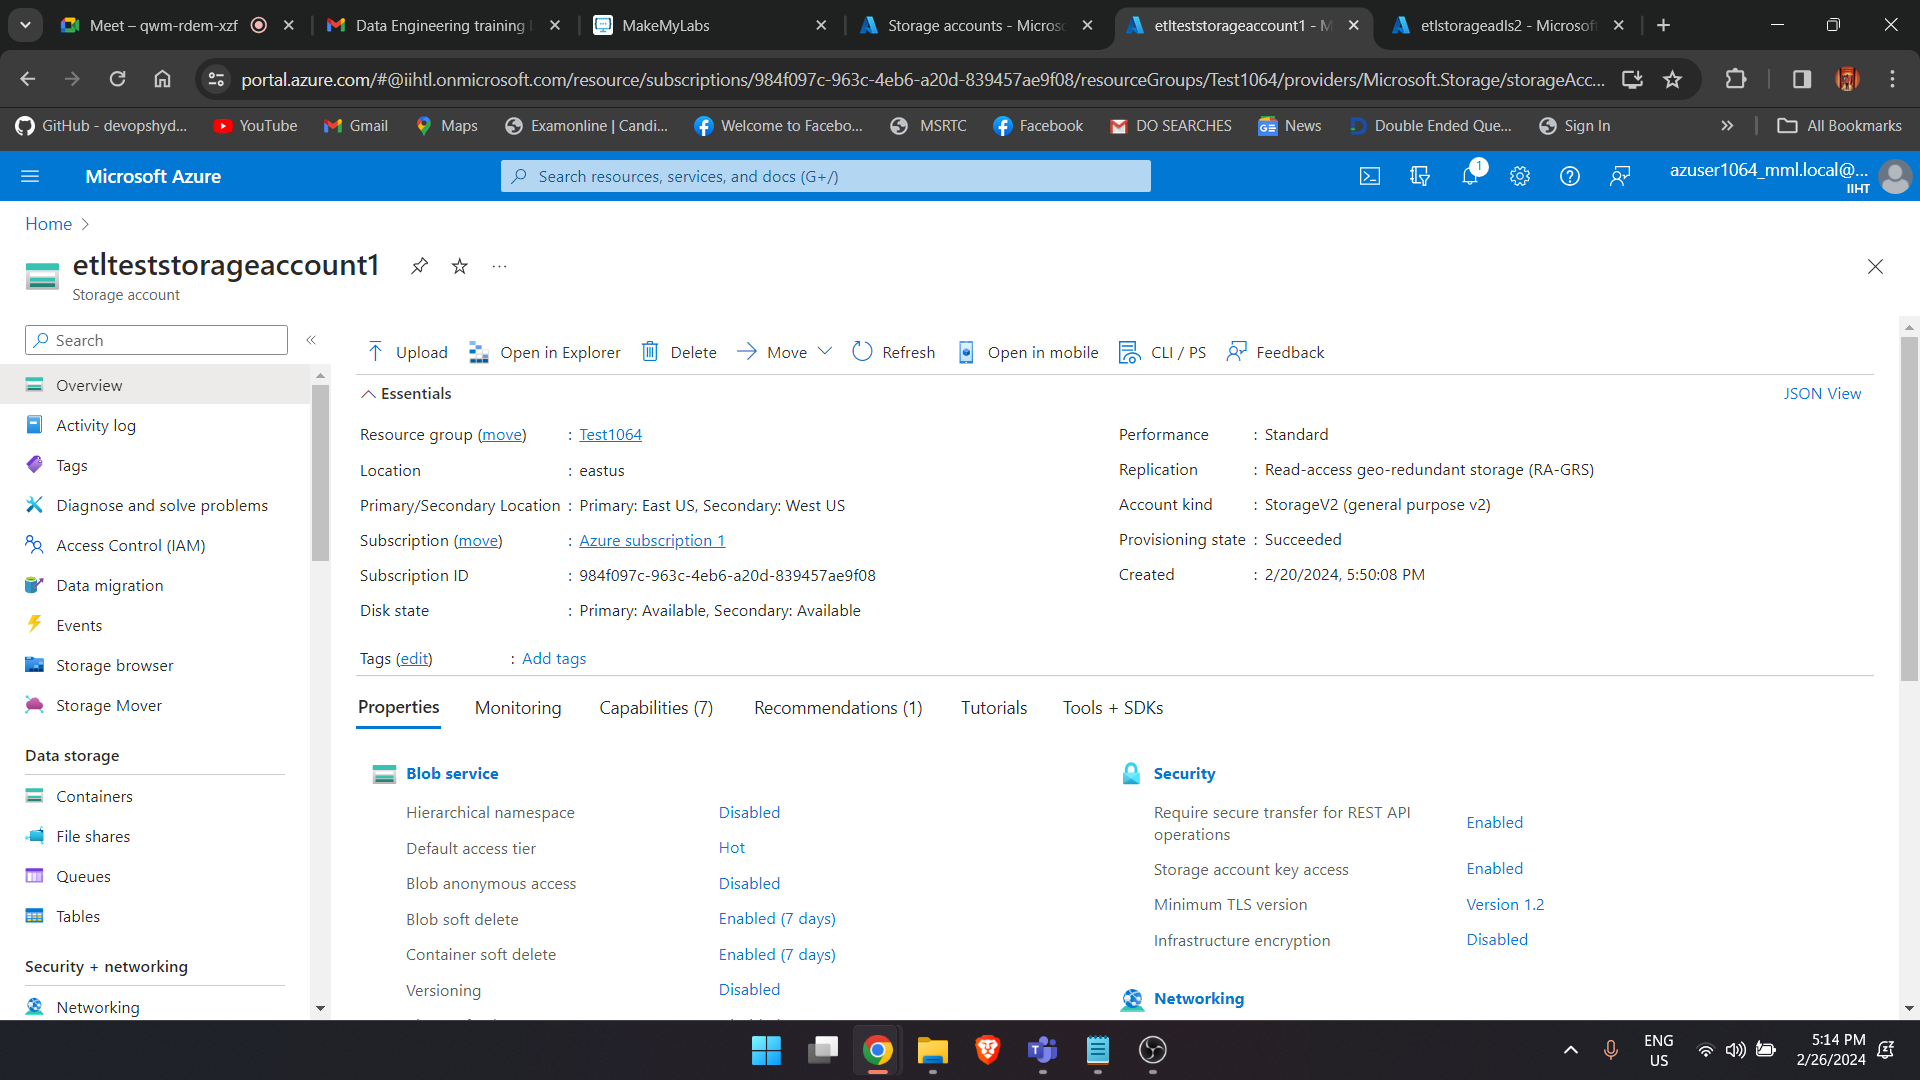 Meet – qwm-rdem-xzf
Data Engineering training
MakeMyLabs
Storage accounts - Microso
etlteststorageaccount1 - M
etlstorageadls2 - Microsoft
portal.azure.com/#@iihtl.onmicrosoft.com/resource/subscriptions/984f097c-963c-4eb6-a20d-839457ae9f08/resourceGroups/Test1064/providers/Microsoft.Storage/storageAcc...
GitHub - devopshyd...
YouTube
Gmail
Maps
Examonline | Candi...
Welcome to Facebo...
MSRTC
Facebook
DO SEARCHES
News
Double Ended Que...
Sign In
All Bookmarks
Microsoft Azure
Search resources, services, and docs (G+/)
1
azuser1064_mml.local@...
IIHT
Home
etlteststorageaccount1
Storage account
Search
Overview
Activity log
Tags
Diagnose and solve problems
Access Control (IAM)
Data migration
Events
Storage browser
Storage Mover
Data storage
Containers
File shares
Queues
Tables
Security + networking
Networking
Upload
Open in Explorer
Delete
Move
Refresh
Open in mobile
CLI / PS
Feedback
Essentials
JSON View
Resource group (move) : Test1064
Location : eastus
Primary/Secondary Location : Primary: East US, Secondary: West US
Subscription (move) : Azure subscription 1
Subscription ID : 984f097c-963c-4eb6-a20d-839457ae9f08
Disk state : Primary: Available, Secondary: Available
Tags (edit) : Add tags
Performance : Standard
Replication : Read-access geo-redundant storage (RA-GRS)
Account kind : StorageV2 (general purpose v2)
Provisioning state : Succeeded
Created : 2/20/2024, 5:50:08 PM
Properties
Monitoring
Capabilities (7)
Recommendations (1)
Tutorials
Tools + SDKs
Blob service
Hierarchical namespace Disabled
Default access tier Hot
Blob anonymous access Disabled
Blob soft delete Enabled (7 days)
Container soft delete Enabled (7 days)
Versioning Disabled
Security
Require secure transfer for REST API
operations Enabled
Storage account key access Enabled
Minimum TLS version Version 1.2
Infrastructure encryption Disabled
Networking
ENG
US
5:14 PM
2/26/2024